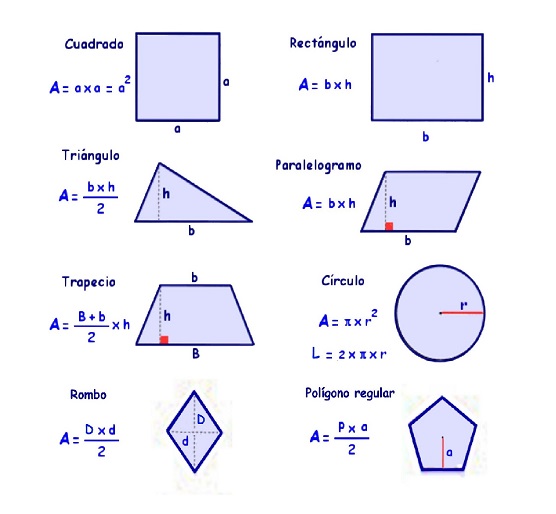 Cuadrado
A = a x a = a²
a
a
Rectángulo
A = b x h
h
b
Triángulo
A = b x h / 2
h
b
Paralelogramo
A = b x h
h
b
Trapecio
A = B + b / 2 x h
b
h
B
Círculo
A = π x r²
L = 2 x π x r
r
Rombo
A = D x d / 2
D
d
Polígono regular
A = P x a / 2
a